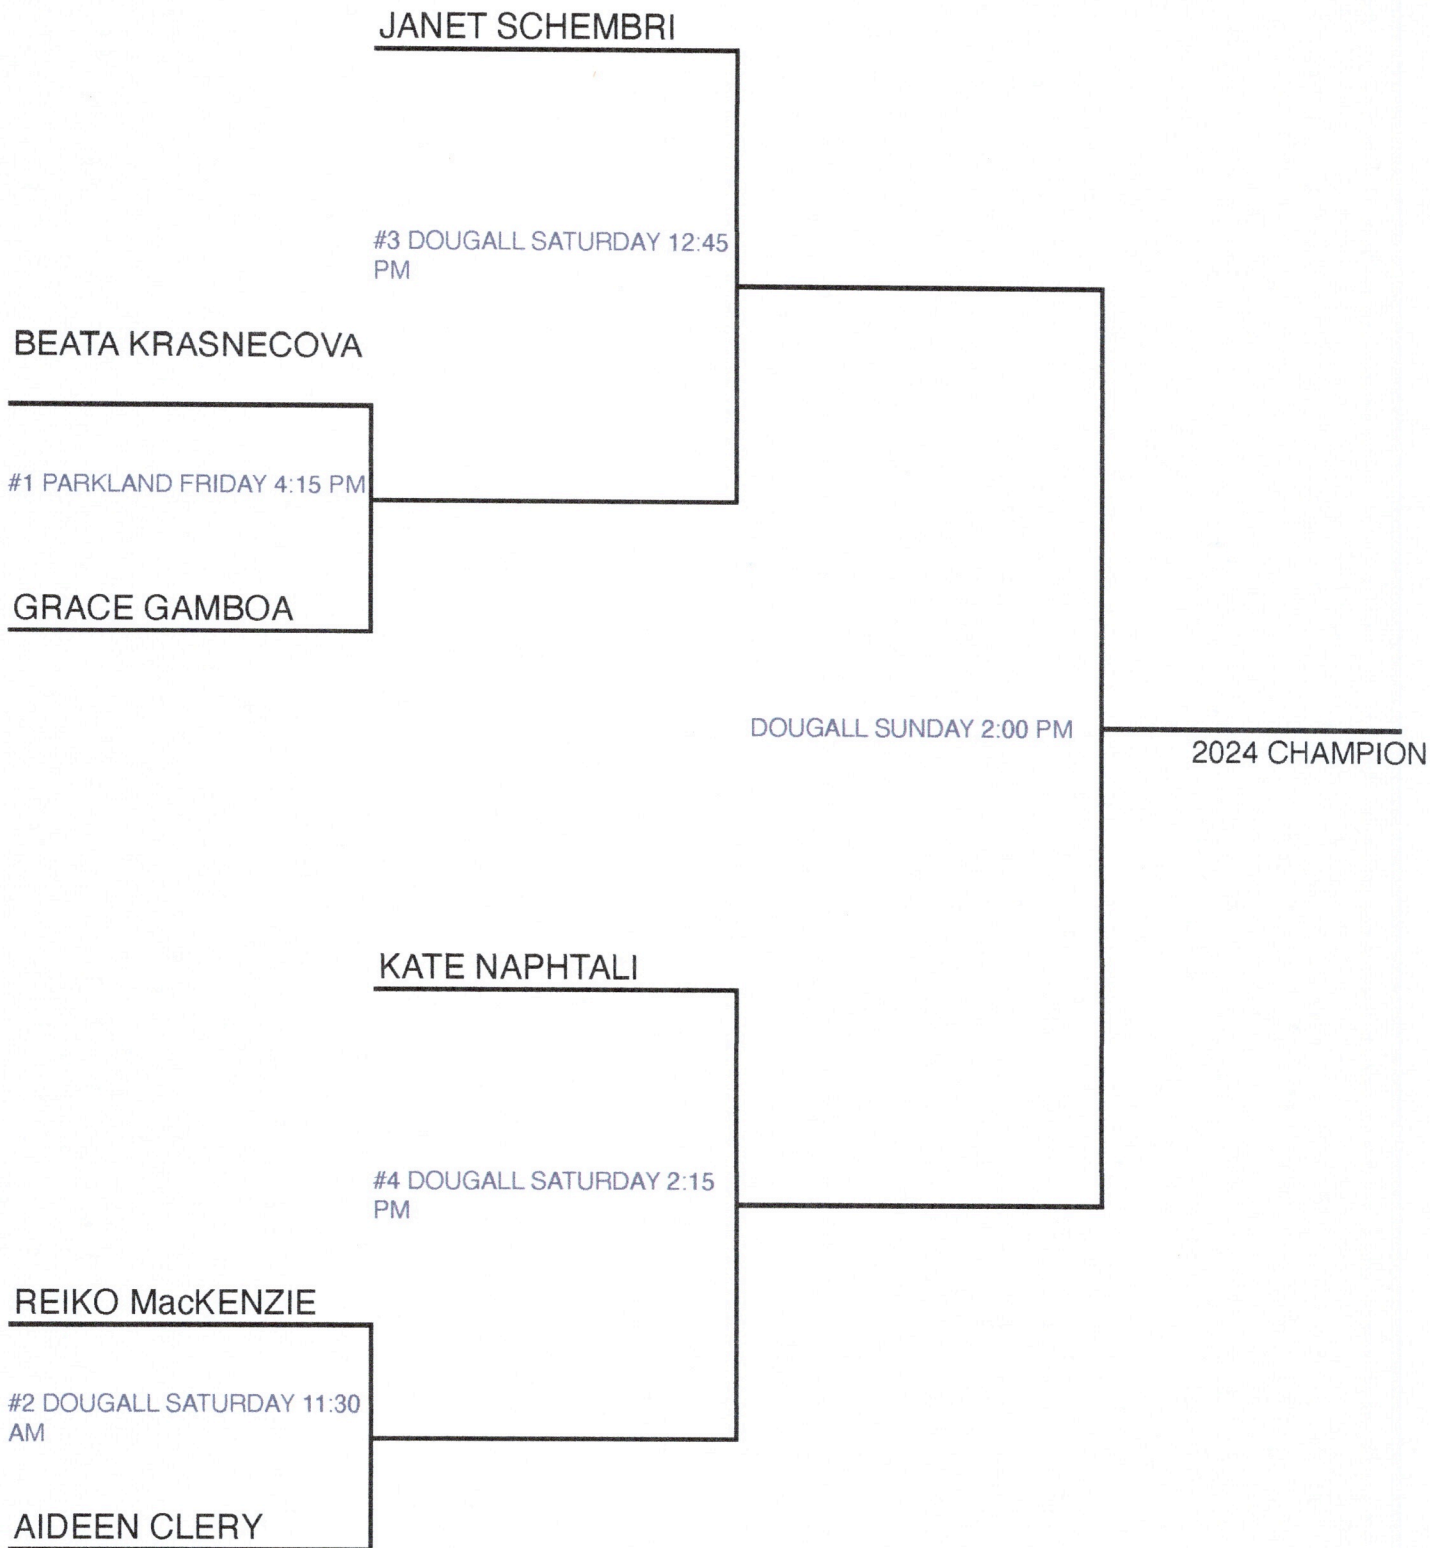 JANET SCHEMBRI
#3 DOUGALL SATURDAY 12:45
PM
BEATA KRASNECOVA
#1 PARKLAND FRIDAY 4:15 PM
GRACE GAMBOA
DOUGALL SUNDAY 2:00 PM
2024 CHAMPION
KATE NAPHTALI
#4 DOUGALL SATURDAY 2:15
PM
REIKO MacKENZIE
#2 DOUGALL SATURDAY 11:30
AM
AIDEEN CLERY